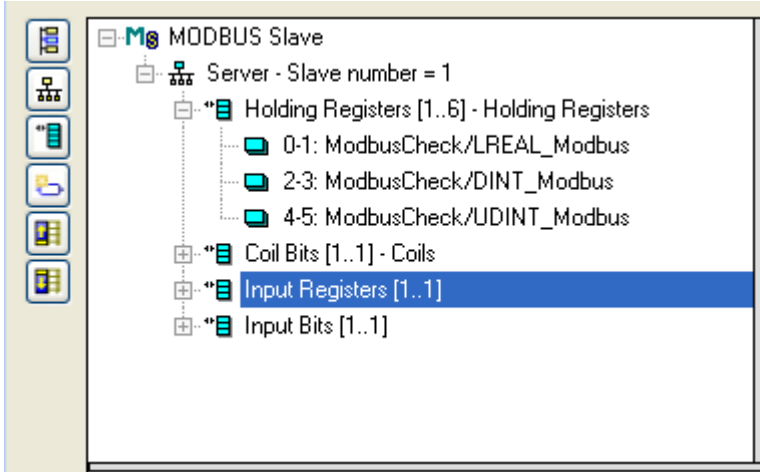 MODBUS Slave
Server - Slave number = 1
Holding Registers [1..6] - Holding Registers
0-1: ModbusCheck/LREAL_Modbus
2-3: ModbusCheck/DINT_Modbus
4-5: ModbusCheck/UDINT_Modbus
Coil Bits [1..1] - Coils
Input Registers [1..1]
Input Bits [1..1]